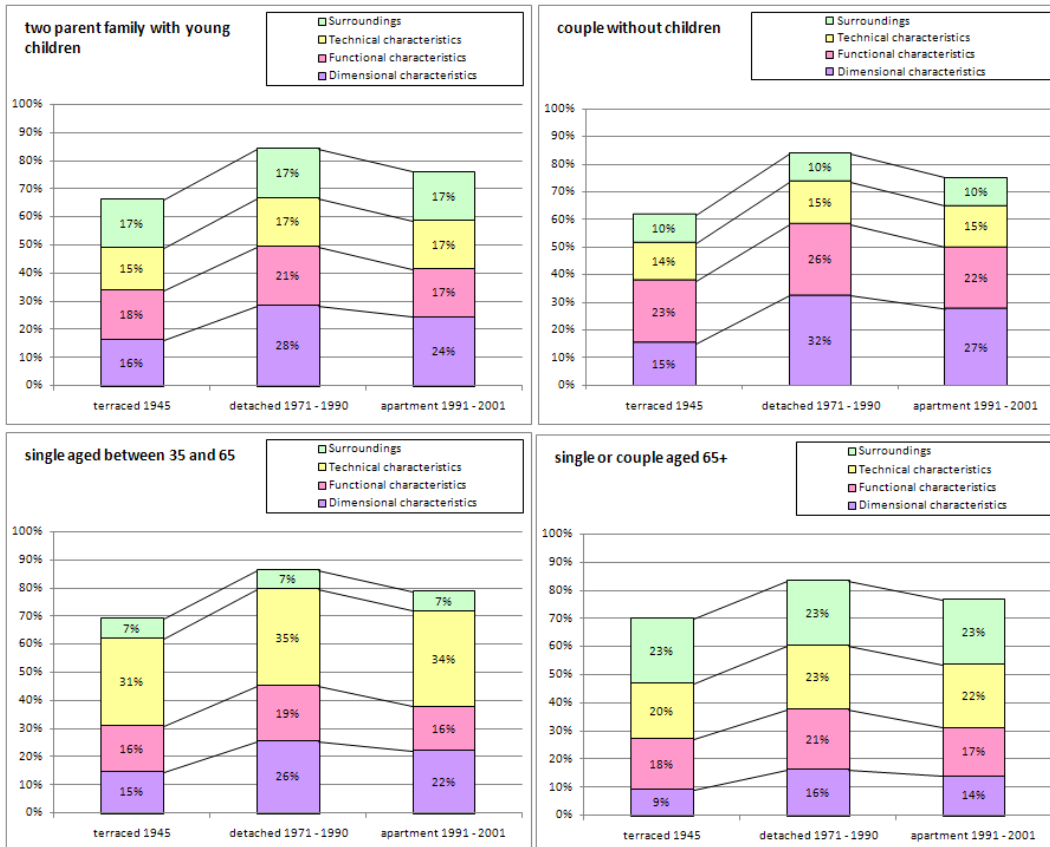 two parent family with young
children
Surroundings
Technical characteristics
Functional characteristics
Dimensional characteristics
100%
90%
80%
70%
60%
50%
40%
30%
20%
10%
0%
17%
15%
18%
16%
17%
17%
21%
28%
17%
17%
17%
24%
terraced 1945
detached 1971 - 1990
apartment 1991 - 2001
couple without children
Surroundings
Technical characteristics
Functional characteristics
Dimensional characteristics
100%
90%
80%
70%
60%
50%
40%
30%
20%
10%
0%
10%
14%
23%
15%
10%
15%
26%
32%
10%
15%
22%
27%
terraced 1945
detached 1971 - 1990
apartment 1991 - 2001
single aged between 35 and 65
Surroundings
Technical characteristics
Functional characteristics
Dimensional characteristics
100%
90%
80%
70%
60%
50%
40%
30%
20%
10%
0%
7%
31%
16%
15%
7%
35%
19%
26%
7%
34%
16%
22%
terraced 1945
detached 1971 - 1990
apartment 1991 - 2001
single or couple aged 65+
Surroundings
Technical characteristics
Functional characteristics
Dimensional characteristics
100%
90%
80%
70%
60%
50%
40%
30%
20%
10%
0%
23%
20%
18%
9%
23%
23%
21%
16%
23%
22%
17%
14%
terraced 1945
detached 1971 - 1990
apartment 1991 - 2001